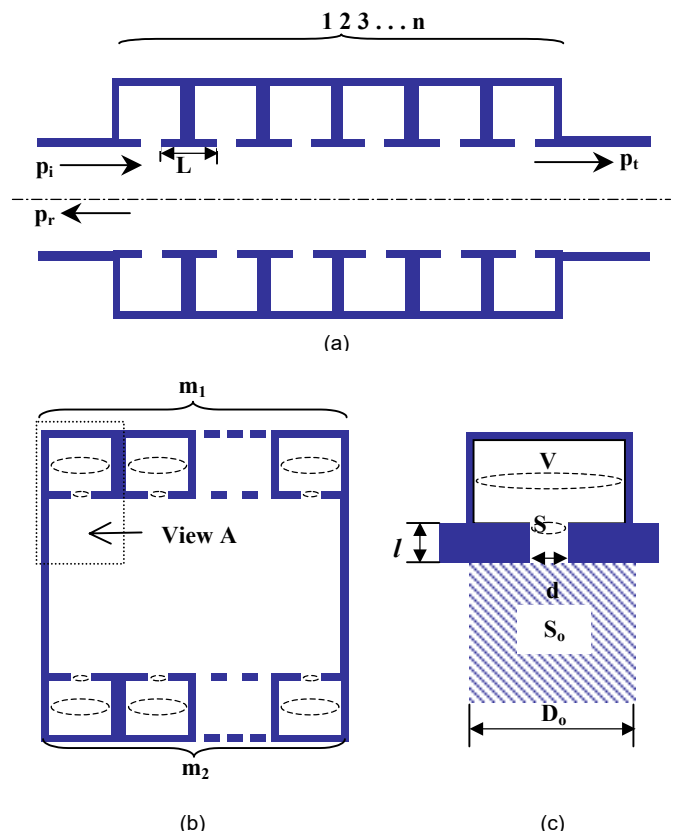 1 2 3 . . . n
L
pi
pt
pr
(a)
m1
View A
m2
(b)
V
S
l
d
So
Do
(c)